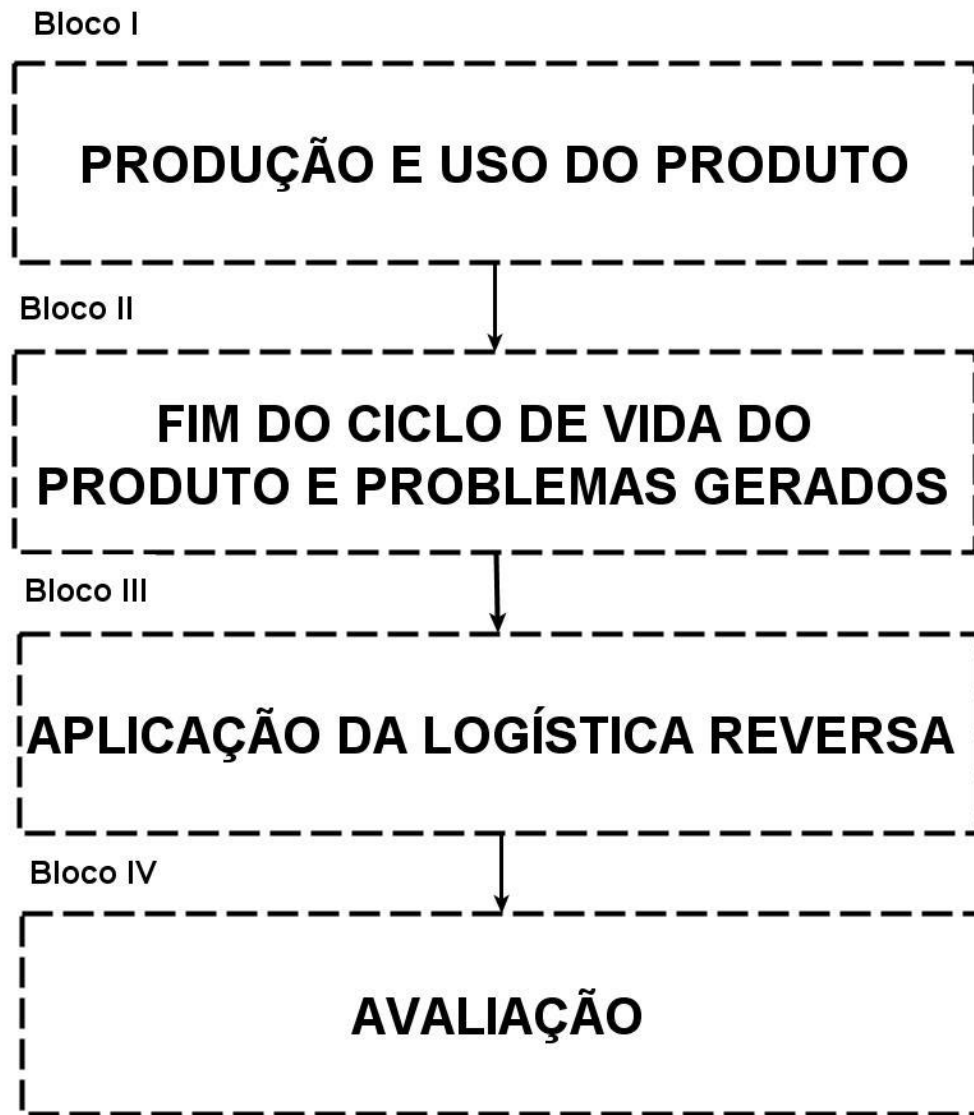 Bloco I
PRODUÇÃO E USO DO PRODUTO
Bloco II
FIM DO CICLO DE VIDA DO
PRODUTO E PROBLEMAS GERADOS
Bloco III
APLICAÇÃO DA LOGÍSTICA REVERSA
Bloco IV
AVALIAÇÃO